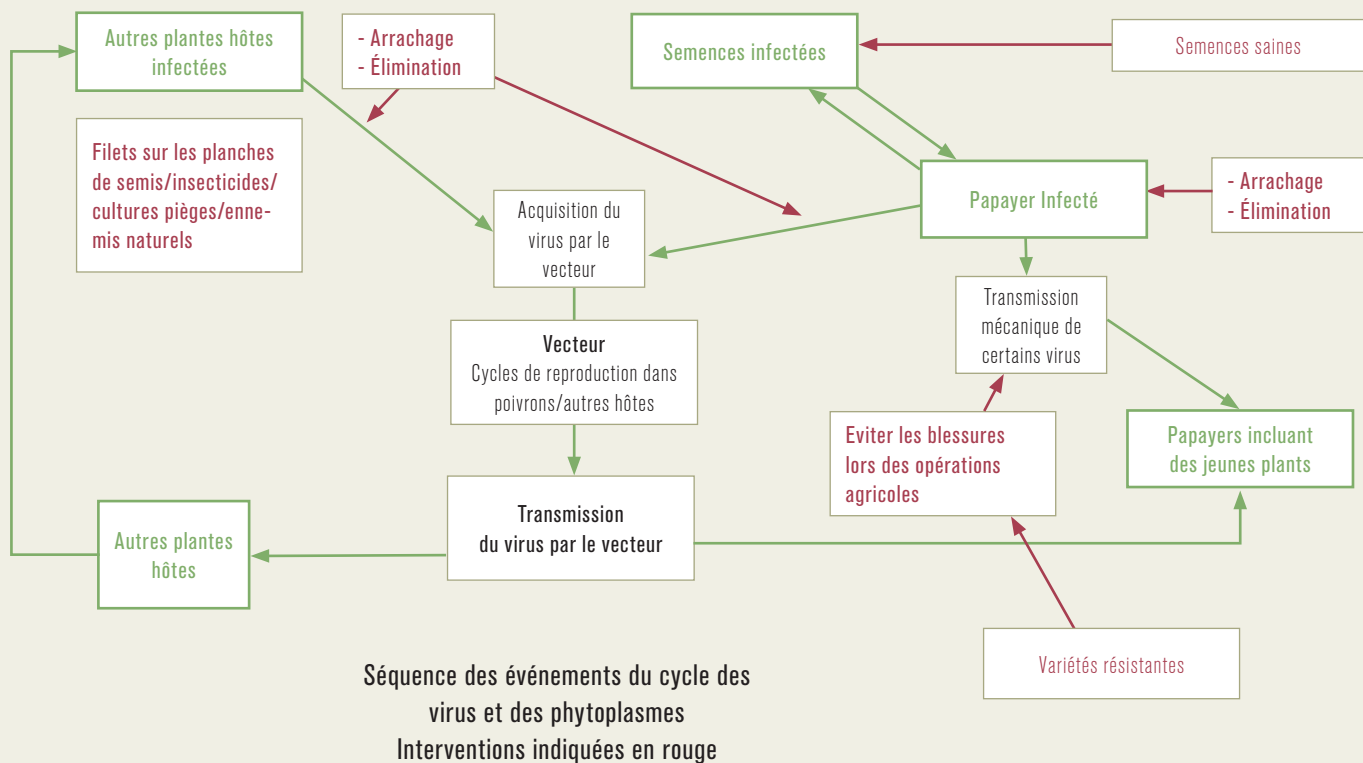 Autres plantes hôtes
infectées
- Arrachage
- Élimination
Semences infectées
Semences saines
Filets sur les planches
de semis/insecticides/
cultures pièges/enne-
mis naturels
Acquisition du
virus par le
vecteur
Papayer Infecté
- Arrachage
- Élimination
Transmission
mécanique de
certains virus
Vecteur
Cycles de reproduction dans
poivrons/autres hôtes
Eviter les blessures
lors des opérations
agricoles
Papayers incluant
des jeunes plants
Transmission
du virus par le vecteur
Autres plantes
hôtes
Variétés résistantes
Séquence des événements du cycle des
virus et des phytoplasmes
Interventions indiquées en rouge